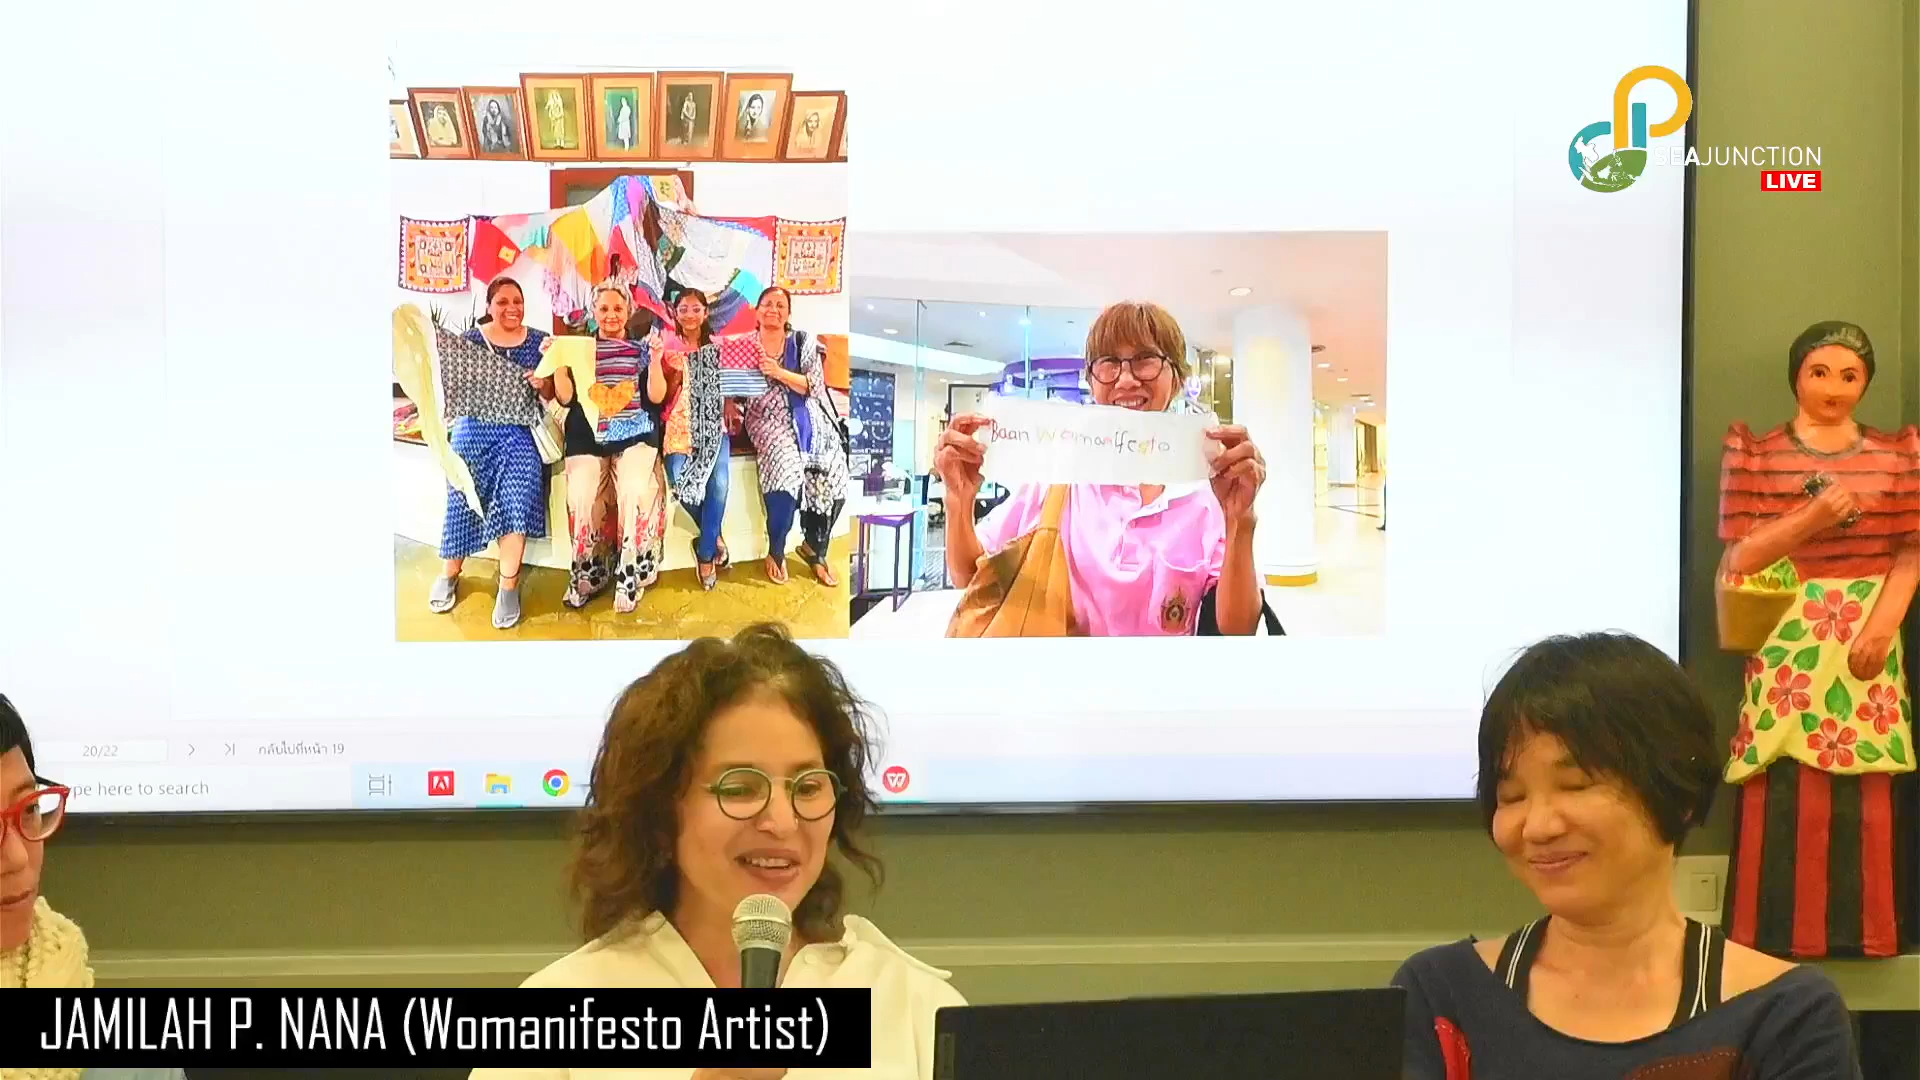 SEAJUNCTION
LIVE
Baan Womanifesto
20/22
กลับไปที่หน้า 19
ype here to search
JAMILAH P. NANA (Womanifesto Artist)